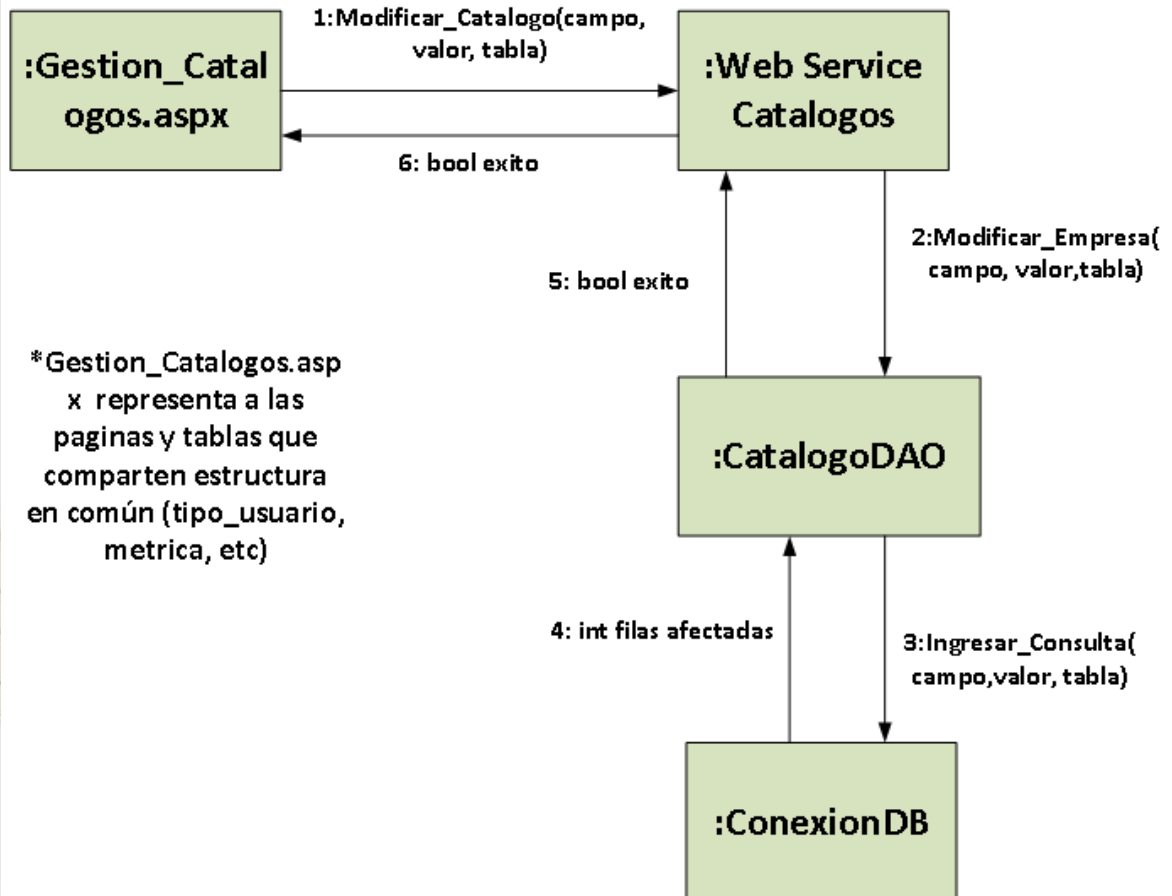 1:Modificar_Catalogo(campo,
valor, tabla)
:Gestion_Catal
ogos.aspx
:Web Service
Catalogos
6: bool exito
2:Modificar_Empresa(
campo, valor,tabla)
5: bool exito
*Gestion_Catalogos.asp
x representa a las
paginas y tablas que
comparten estructura
en común (tipo_usuario,
metrica, etc)
:CatalogoDAO
4: int filas afectadas
3:Ingresar_Consulta(
campo,valor, tabla)
:ConexionDB